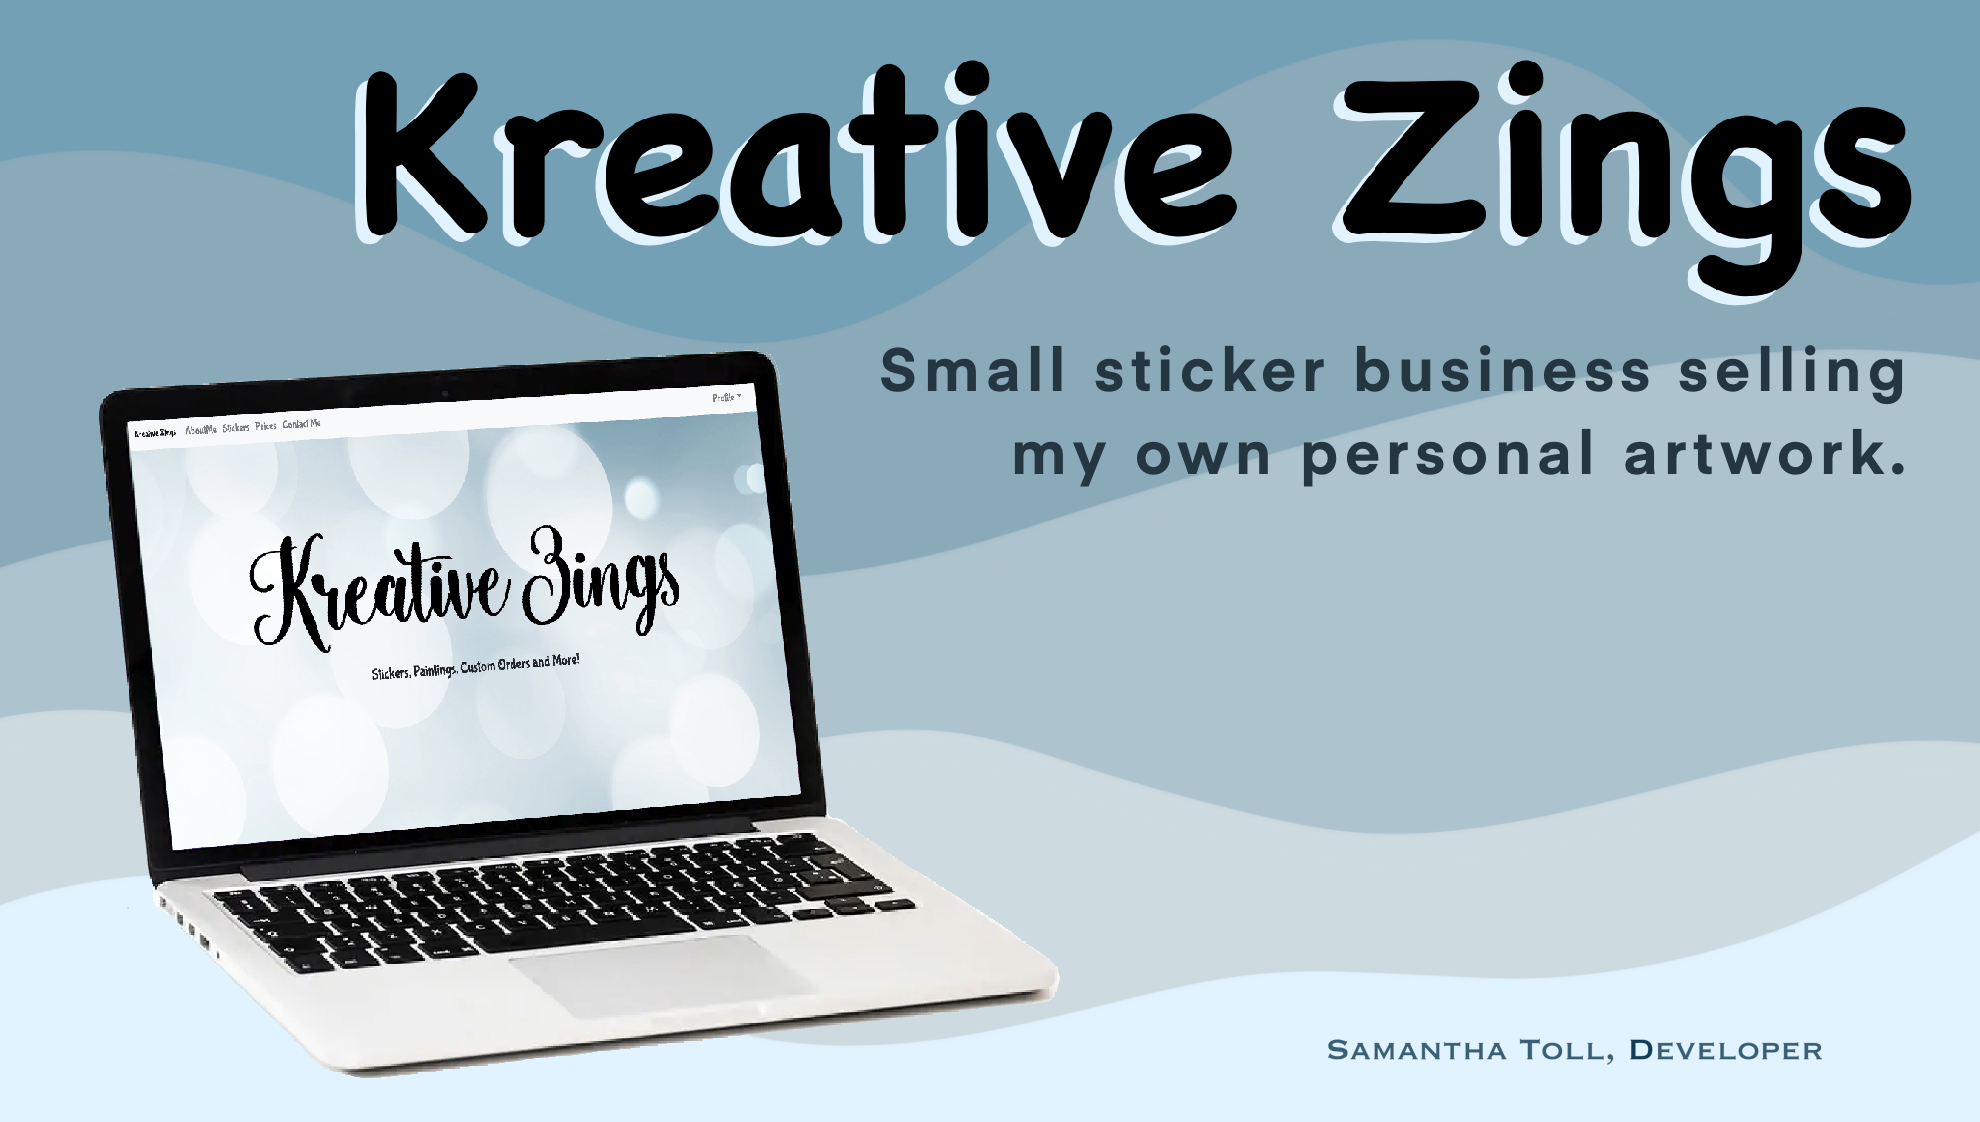 Kreative Zings
Small sticker business selling
my own personal artwork.
Kreative Zings AboutMe Stickers Prices Contact Me Profile
Kreative Zings
Stickers, Paintings, Custom Orders and More!
Samantha Toll, Developer